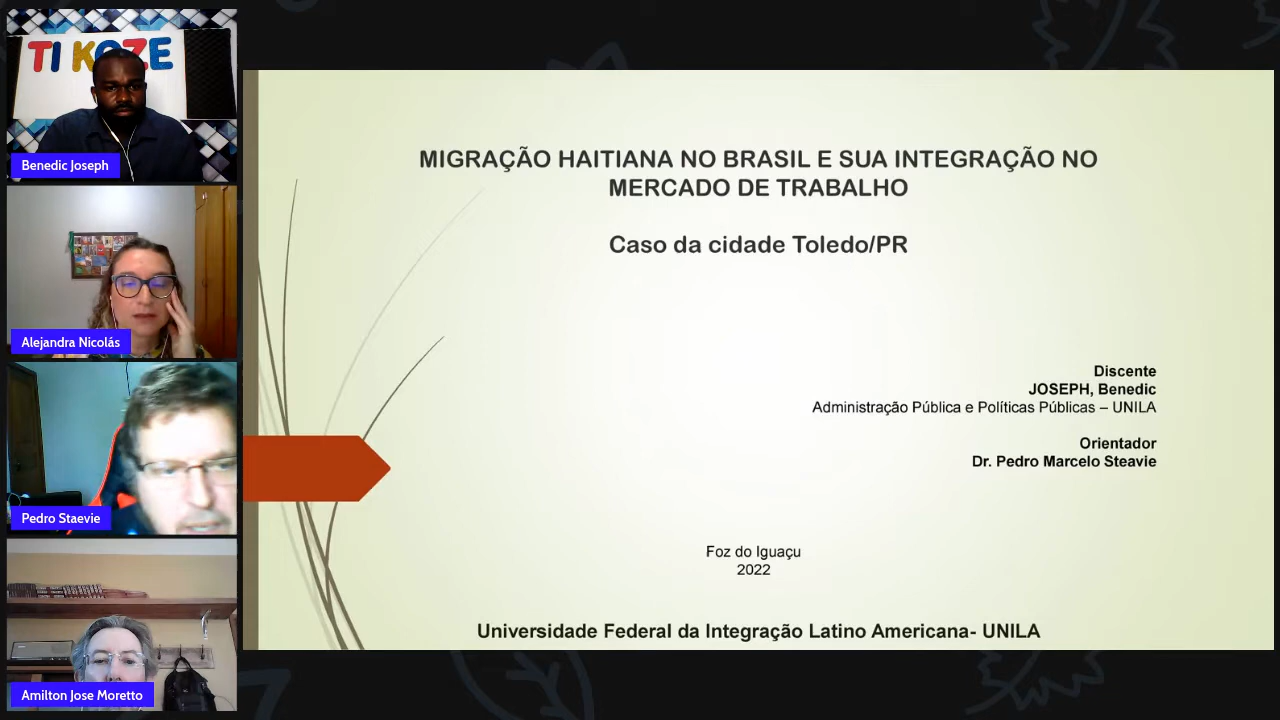 TI KOZE
Benedic Joseph
Alejandra Nicolás
Pedro Staevie
Amilton Jose Moretto
MIGRAÇÃO HAITIANA NO BRASIL E SUA INTEGRAÇÃO NO
MERCADO DE TRABALHO
Caso da cidade Toledo/PR
Discente
JOSEPH, Benedic
Administração Pública e Políticas Públicas – UNILA
Orientador
Dr. Pedro Marcelo Steavie
Foz do Iguaçu
2022
Universidade Federal da Integração Latino Americana- UNILA